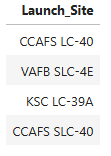 Launch_Site
CCAFS LC-40
VAFB SLC-4E
KSC LC-39A
CCAFS SLC-40